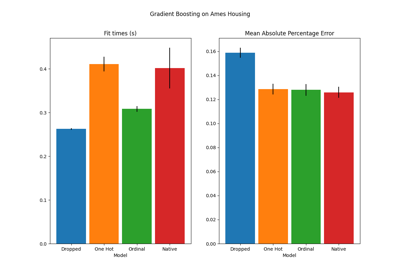 Gradient Boosting on Ames Housing
Fit times (s)
Mean Absolute Percentage Error
0.4
0.3
0.2
0.1
0.0
Dropped One Hot Ordinal Native
Model
0.16
0.14
0.12
0.10
0.08
0.06
0.04
0.02
0.00
Dropped One Hot Ordinal Native
Model